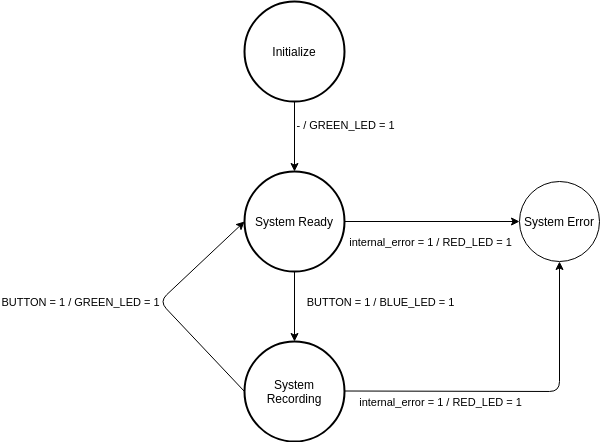 Initialize
- / GREEN_LED = 1
System Ready
System Error
internal_error = 1 / RED_LED = 1
BUTTON = 1 / GREEN_LED = 1
BUTTON = 1 / BLUE_LED = 1
System
Recording
internal_error = 1 / RED_LED = 1